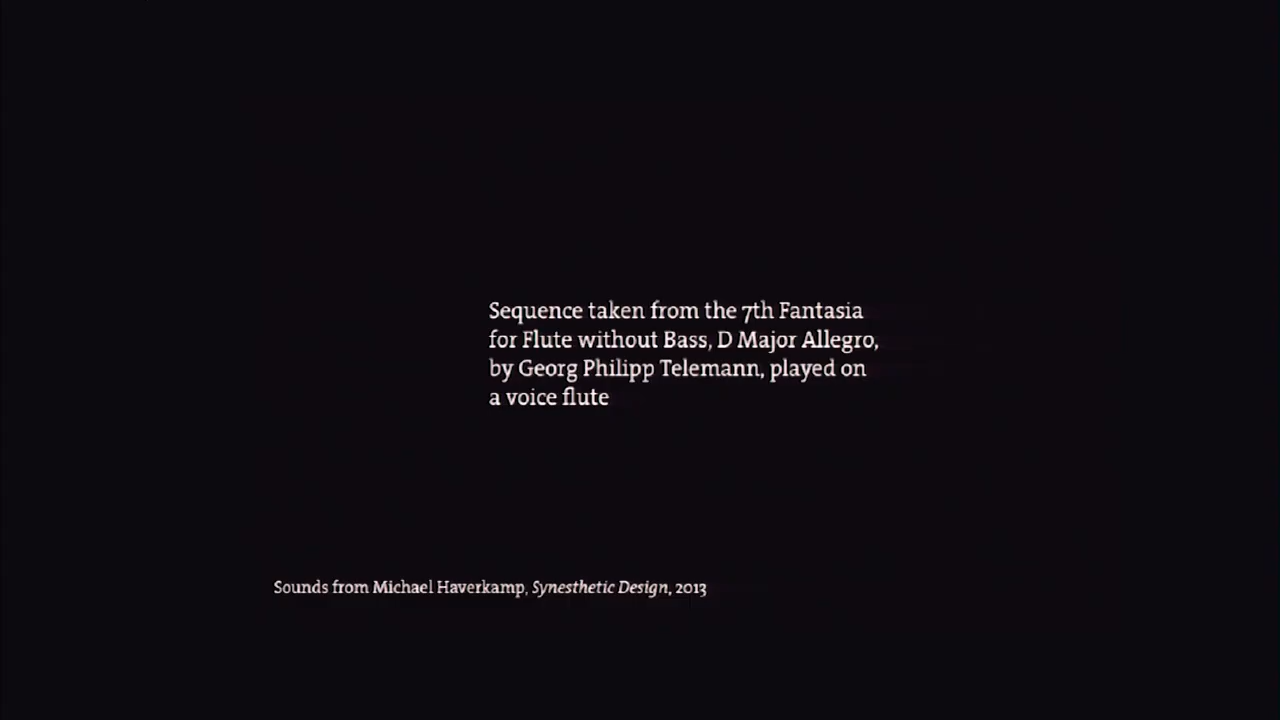 Sequence taken from the 7th Fantasia
for Flute without Bass, D Major Allegro,
by Georg Philipp Telemann, played on
a voice flute
Sounds from Michael Haverkamp, Synesthetic Design, 2013